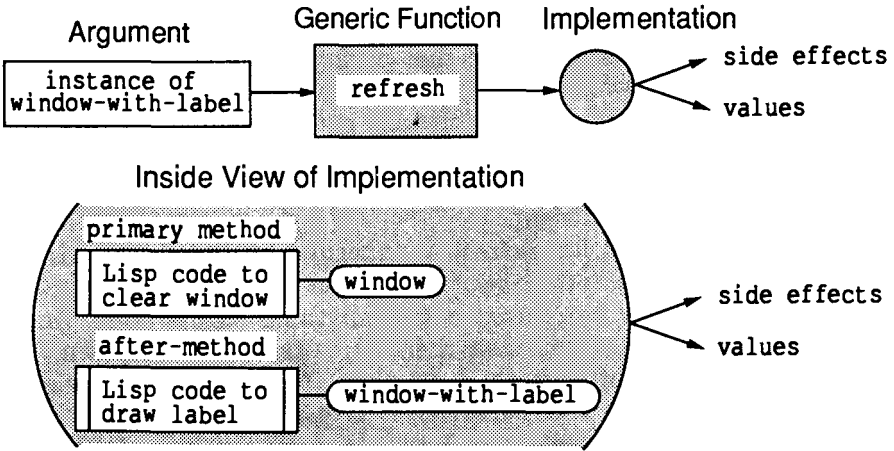 Argument
Generic Function
Implementation
instance of
window-with-label
refresh
side effects
values
Inside View of Implementation
primary method
Lisp code to
clear window
window
after-method
Lisp code to
draw label
window-with-label
side effects
values